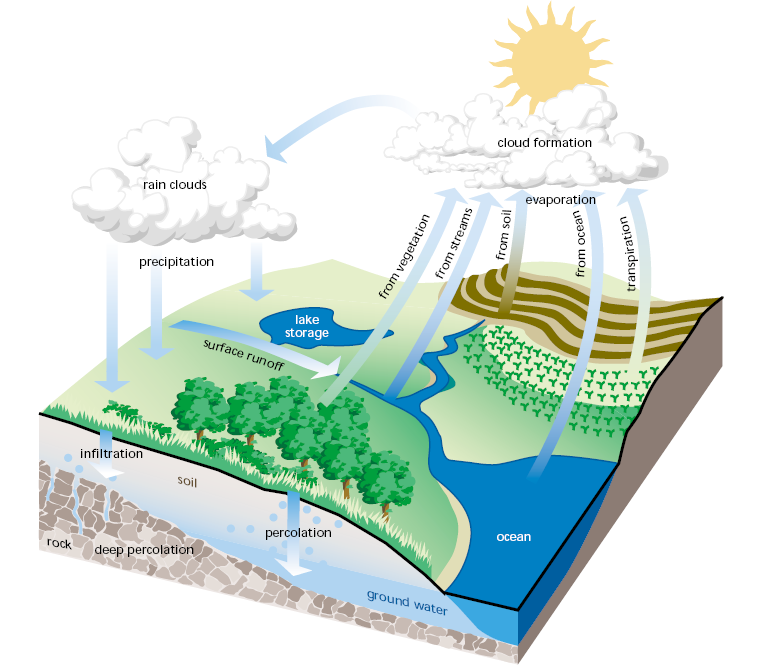 cloud formation
rain clouds
evaporation
from vegetation
from streams
from soil
from ocean
transpiration
precipitation
lake
storage
surface runoff
infiltration
soil
percolation
rock
deep percolation
ocean
ground water